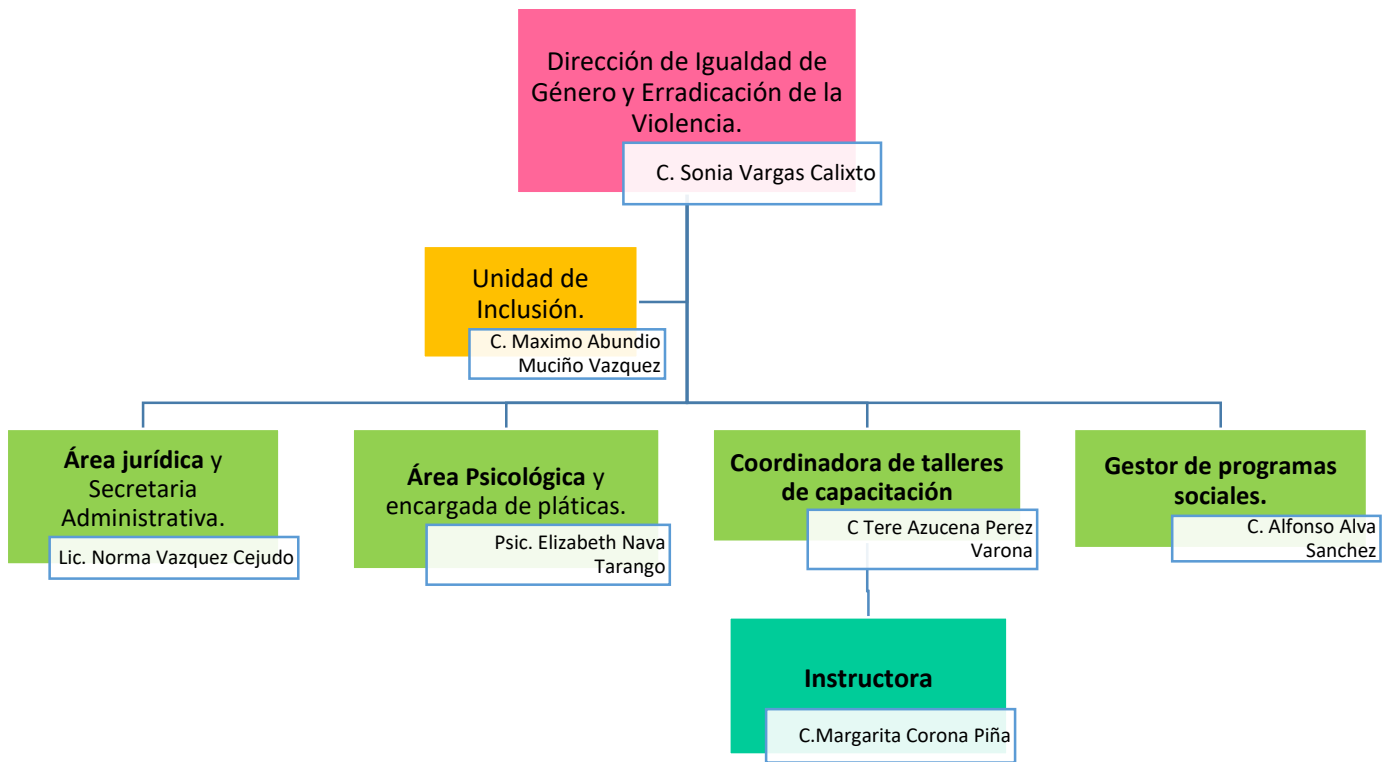 Dirección de Igualdad de
Género y Erradicación de la
Violencia.
C. Sonia Vargas Calixto
Unidad de
Inclusión.
C. Maximo Abundio
Muciño Vazquez
Área jurídica y
Secretaria
Administrativa.
Lic. Norma Vazquez Cejudo
Área Psicológica y
encargada de pláticas.
Psic. Elizabeth Nava
Tarango
Coordinadora de talleres
de capacitación
C Tere Azucena Perez
Varona
Gestor de programas
sociales.
C. Alfonso Alva
Sanchez
Instructora
C.Margarita Corona Piña